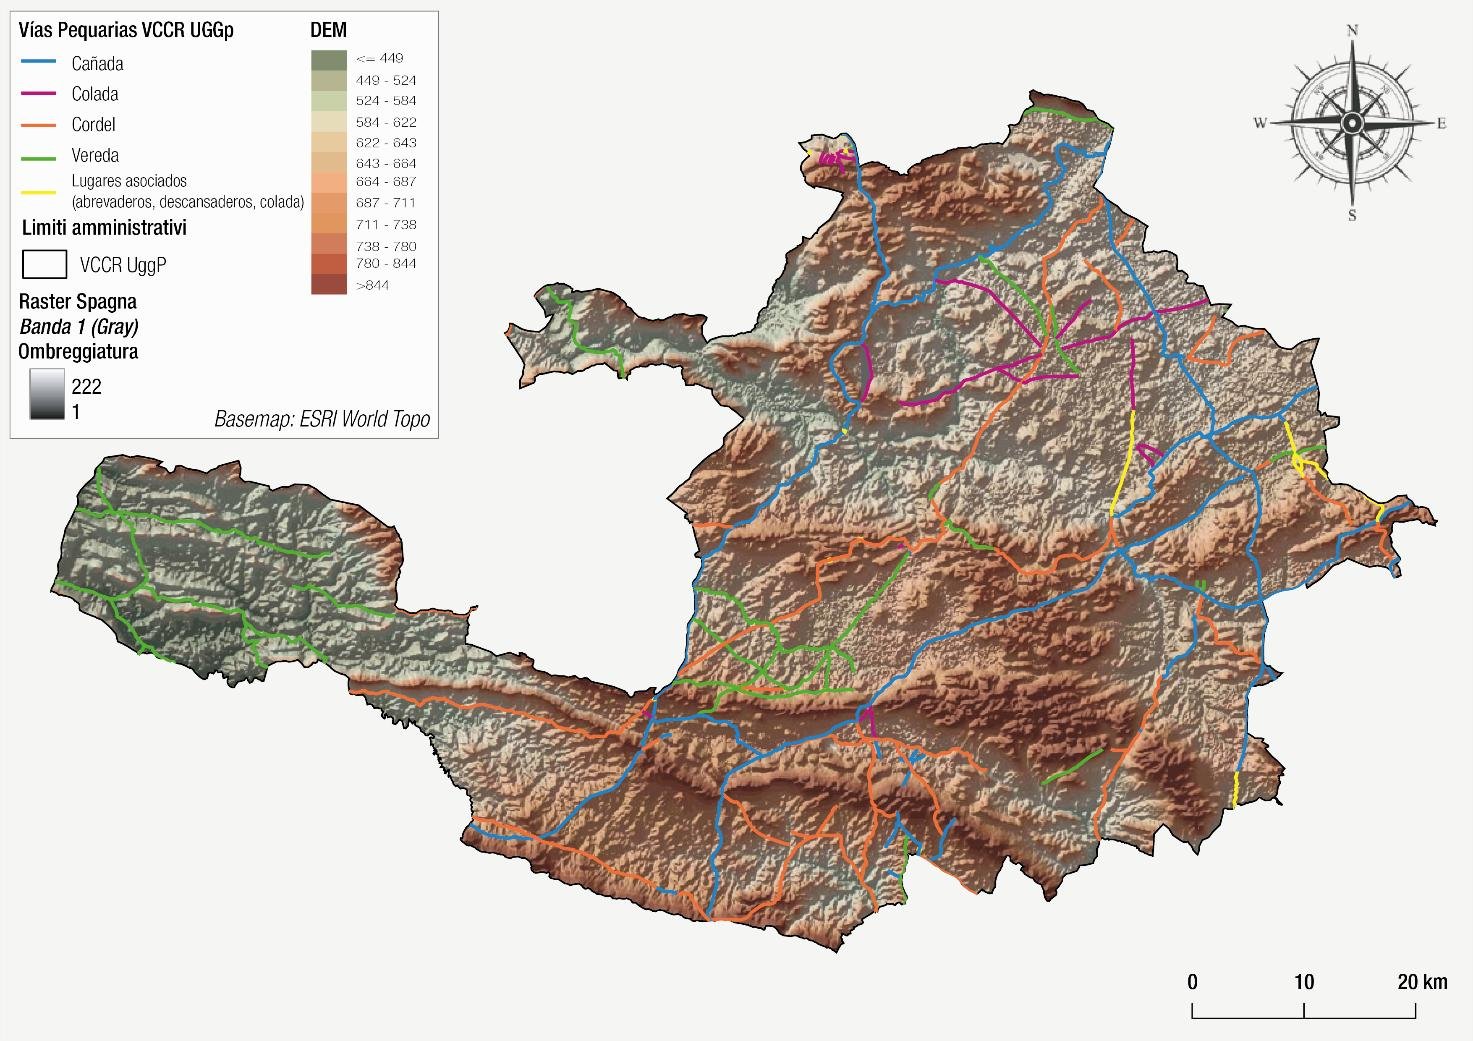 Vías Pequarias VCCR UGGp
Cañada
Colada
Cordel
Vereda
Lugares asociados
(abrevaderos, descansaderos, colada)
Limiti amministrativi
VCCR UggP
Raster Spagna
Banda 1 (Gray)
Ombreggiatura
222
1
DEM
<= 449
449 - 524
524 - 584
584 - 622
622 - 643
643 - 664
664 - 687
687 - 711
711 - 738
738 - 780
780 - 844
>844
Basemap: ESRI World Topo
N
W
E
S
0 10 20 km